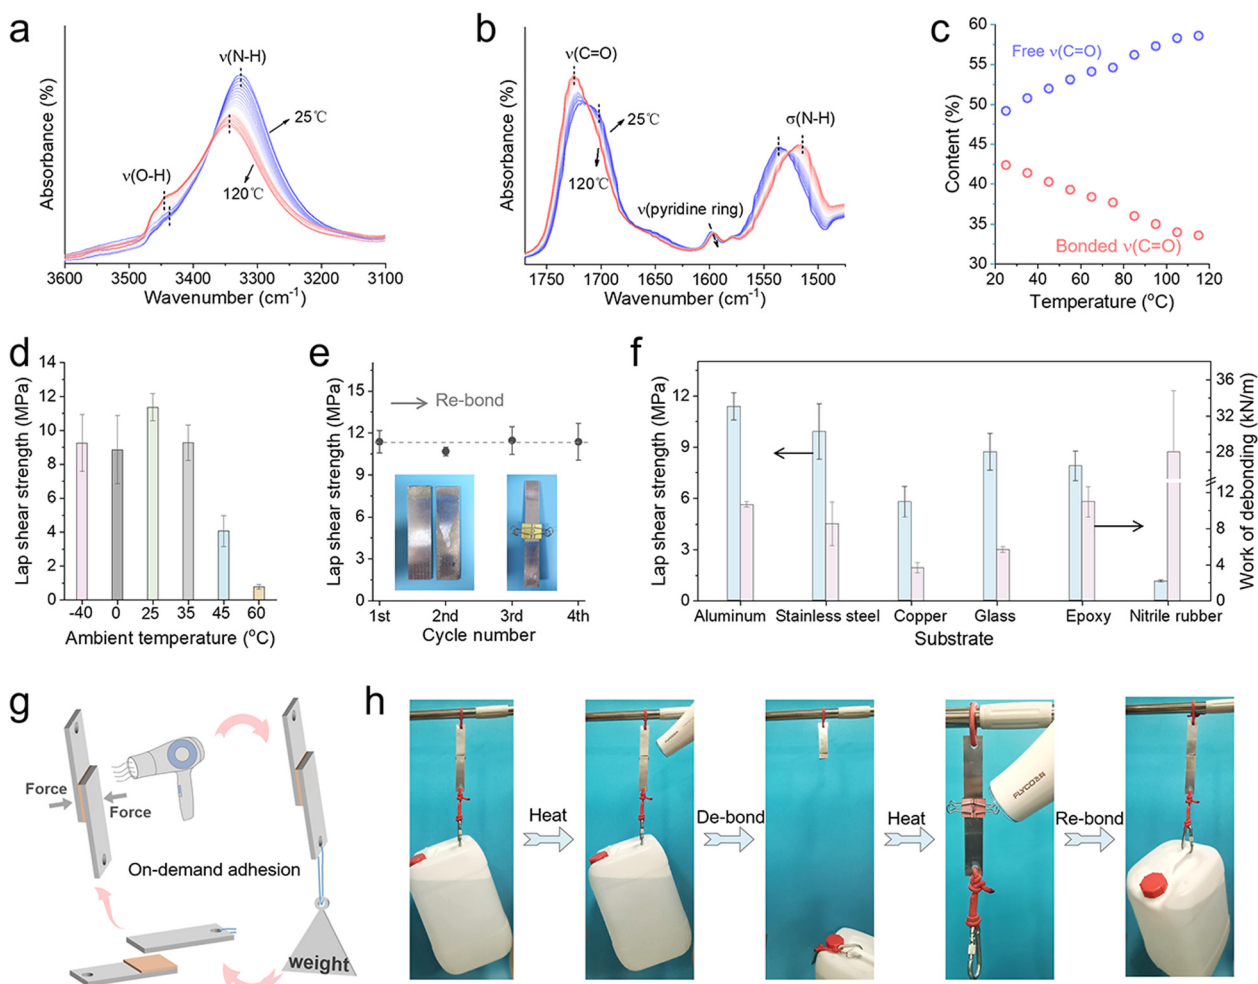 a
Absorbance (%)
ν(N-H)
25℃
ν(O-H)
120℃
3600 3500 3400 3300 3200 3100
Wavenumber (cm⁻¹)
b
Absorbance (%)
ν(C=O)
25℃
σ(N-H)
120℃
ν(pyridine ring)
1750 1700 1650 1600 1550 1500
Wavenumber (cm⁻¹)
c
Content (%)
60
55
50
45
40
35
30
Free ν(C=O)
Bonded ν(C=O)
20 40 60 80 100 120
Temperature (°C)
d
Lap shear strength (MPa)
14
12
10
8
6
4
2
0
-40 0 25 35 45 60
Ambient temperature (°C)
e
Lap shear strength (MPa)
15
12
9
6
3
0
Re-bond
1st 2nd 3rd 4th
Cycle number
f
Lap shear strength (MPa)
12
9
6
3
0
Work of debonding (kN/m)
36
32
28
12
8
4
0
Aluminum Stainless steel Copper Glass Epoxy Nitrile rubber
Substrate
g
Force
Force
On-demand adhesion
weight
h
Heat
De-bond
Heat
FLYCO
Re-bond